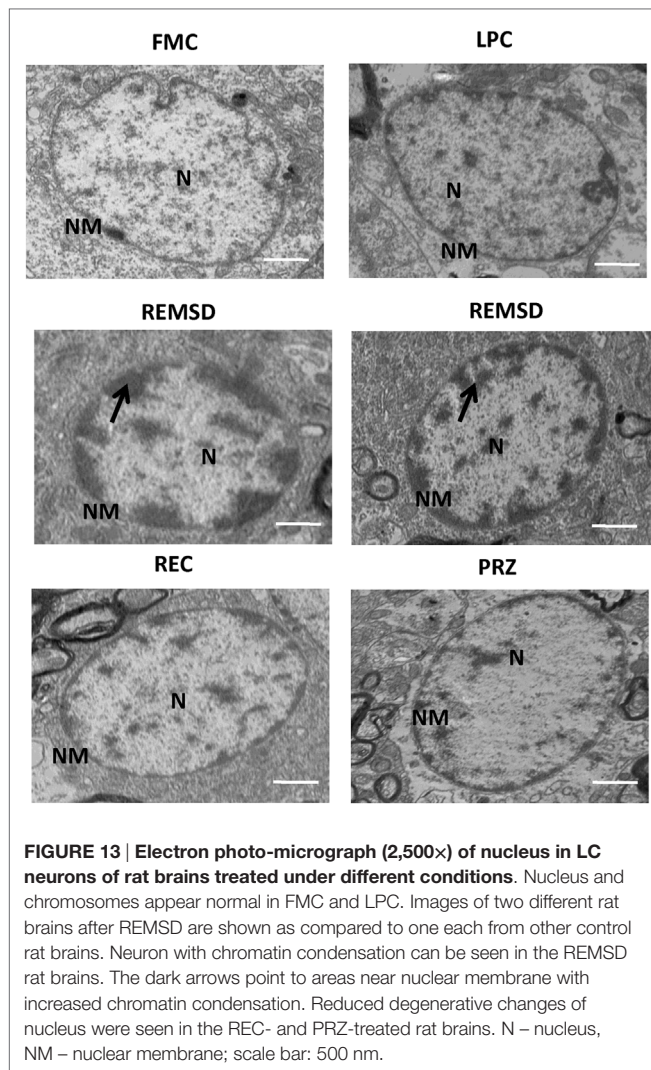 FMC LPC
N N
NM NM
REMSD REMSD
N N
NM NM
REC PRZ
N N
NM NM
FIGURE 13 | Electron photo-micrograph (2,500×) of nucleus in LC
neurons of rat brains treated under different conditions. Nucleus and
chromosomes appear normal in FMC and LPC. Images of two different rat
brains after REMSD are shown as compared to one each from other control
rat brains. Neuron with chromatin condensation can be seen in the REMSD
rat brains. The dark arrows point to areas near nuclear membrane with
increased chromatin condensation. Reduced degenerative changes of
nucleus were seen in the REC- and PRZ-treated rat brains. N – nucleus,
NM – nuclear membrane; scale bar: 500 nm.